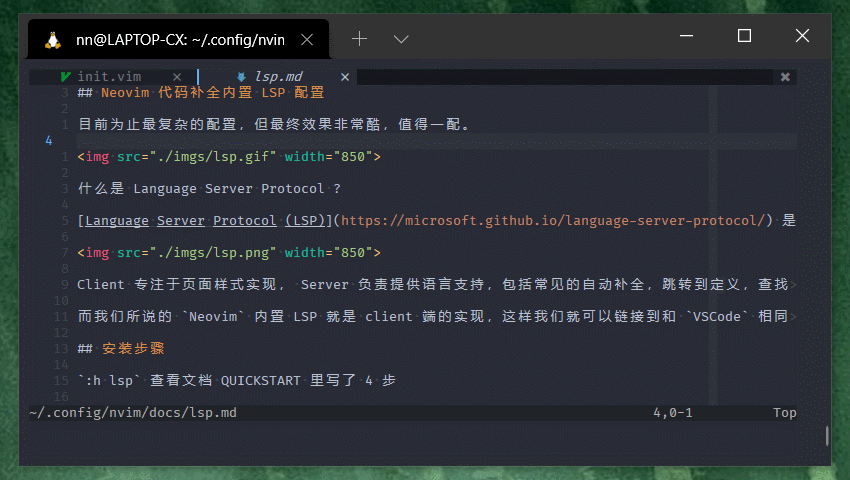 nn@LAPTOP-CX: ~/.config/nvin
init.vim lsp.md
3 ## Neovim 代码补全内置 LSP 配置
2
1 目前为止最复杂的配置，但最终效果非常酷，值得一配。
4
1 <img src="./imgs/lsp.gif" width="850">
2
3 什么是 Language Server Protocol ?
4
5 [Language Server Protocol (LSP)](https://microsoft.github.io/language-server-protocol/) 是
6
7 <img src="./imgs/lsp.png" width="850">
8
9 Client 专注于页面样式实现， Server 负责提供语言支持，包括常见的自动补全，跳转到定义，查找>
10
11 而我们所说的 `Neovim` 内置 LSP 就是 client 端的实现，这样我们就可以链接到和 `VSCode` 相同>
12
13 ## 安装步骤
14
15 `:h lsp` 查看文档 QUICKSTART 里写了 4 步
16
~/.config/nvim/docs/lsp.md 4,0-1 Top